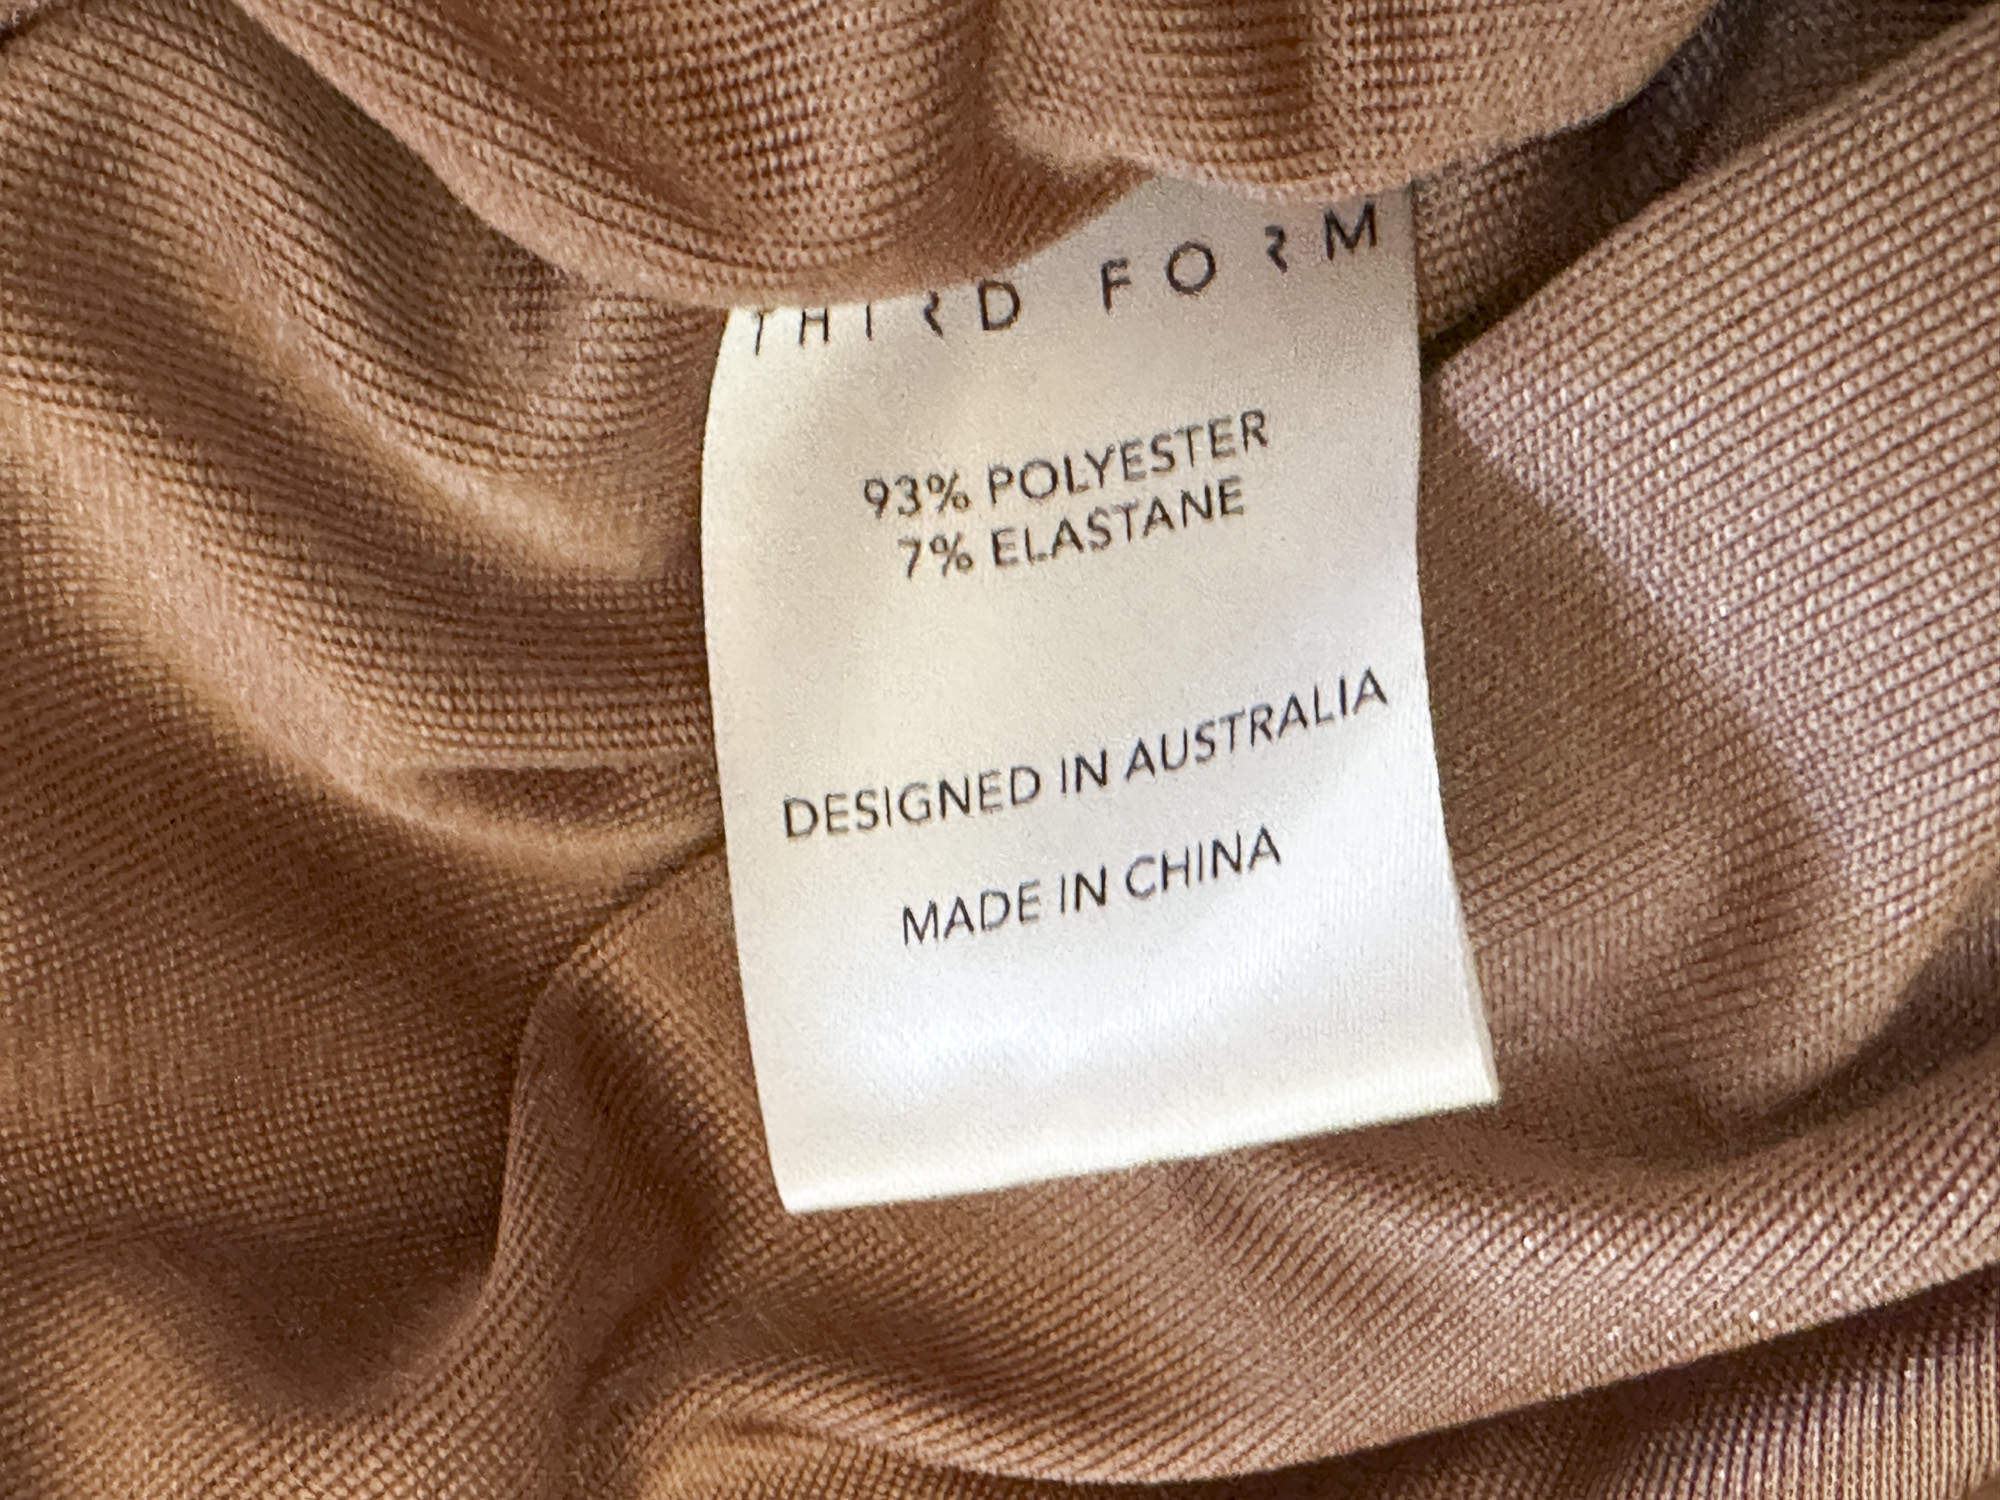 THIRD FORM
93% POLYESTER
7% ELASTANE
DESIGNED IN AUSTRALIA
MADE IN CHINA